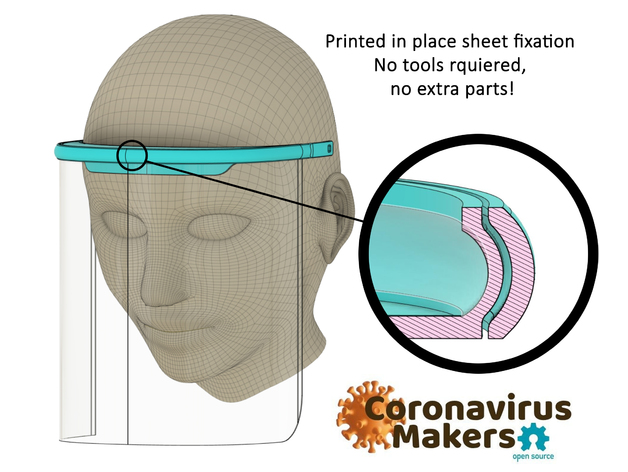 Printed in place sheet fixation
No tools rquiered,
no extra parts!
Coronavirus
Makers
open source